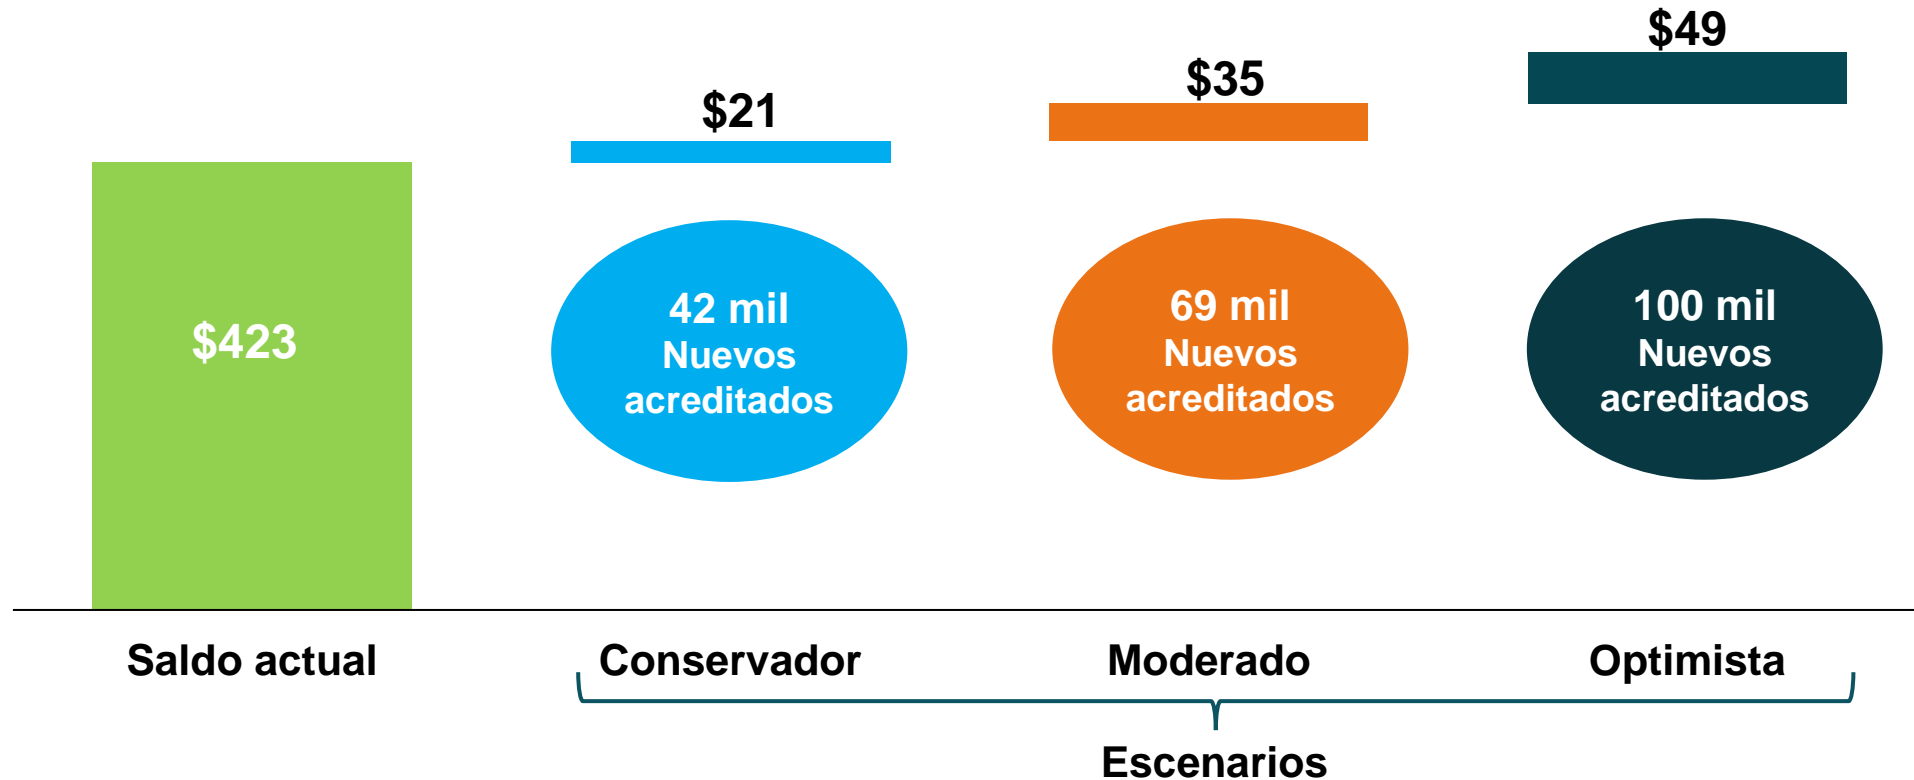 $49
$35
$21
$423
42 mil
Nuevos
acreditados
69 mil
Nuevos
acreditados
100 mil
Nuevos
acreditados
Saldo actual
Conservador
Moderado
Optimista
Escenarios